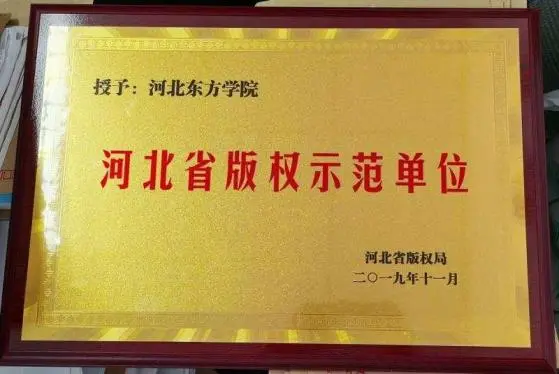 授予：河北东方学院
河北省版权示范单位
河北省版权局
二〇一九年十一月